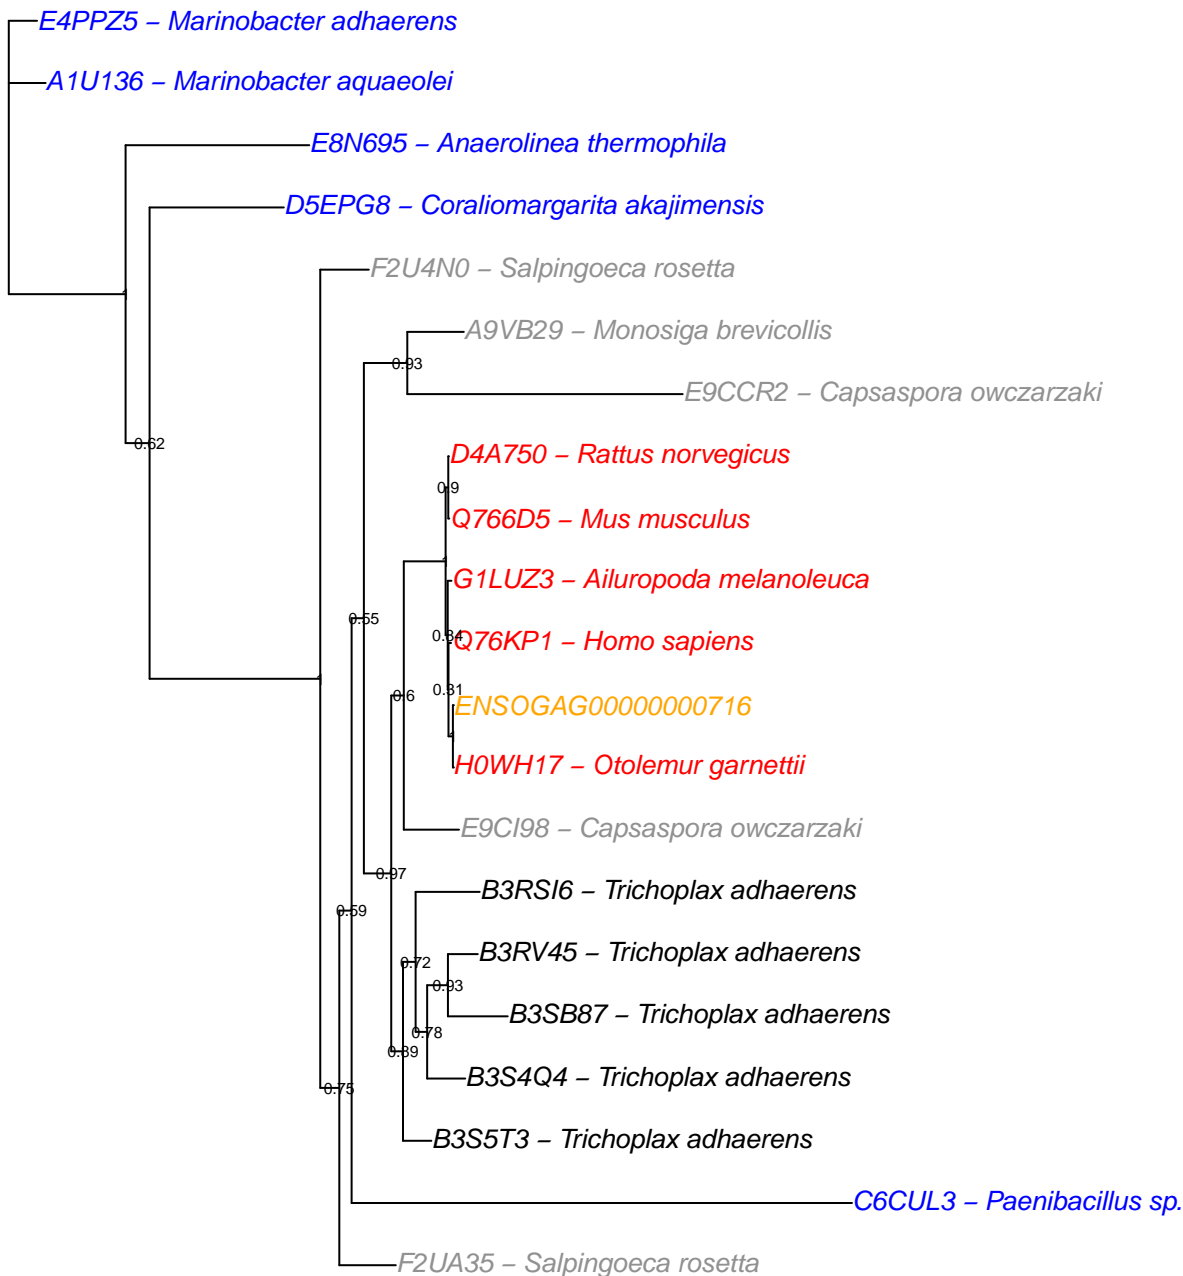 E4PPZ5 – Marinobacter adhaerens
A1U136 – Marinobacter aquaeolei
E8N695 – Anaerolinea thermophila
D5EPG8 – Coraliomargarita akajimensis
F2U4N0 – Salpingoeca rosetta
1
A9VB29 – Monosiga brevicollis
0.93
E9CCR2 – Capsaspora owczarzaki
0.62
D4A750 – Rattus norvegicus
0.9
Q766D5 – Mus musculus
1
G1LUZ3 – Ailuropoda melanoleuca
0.55
0.84
Q76KP1 – Homo sapiens
1
0.81
0.6
ENSOGAG00000000716
1
H0WH17 – Otolemur garnettii
E9CI98 – Capsaspora owczarzaki
0.97
B3RSI6 – Trichoplax adhaerens
0.59
B3RV45 – Trichoplax adhaerens
0.72
0.93
B3SB87 – Trichoplax adhaerens
0.78
0.89
B3S4Q4 – Trichoplax adhaerens
0.75
B3S5T3 – Trichoplax adhaerens
C6CUL3 – Paenibacillus sp.
F2UA35 – Salpingoeca rosetta